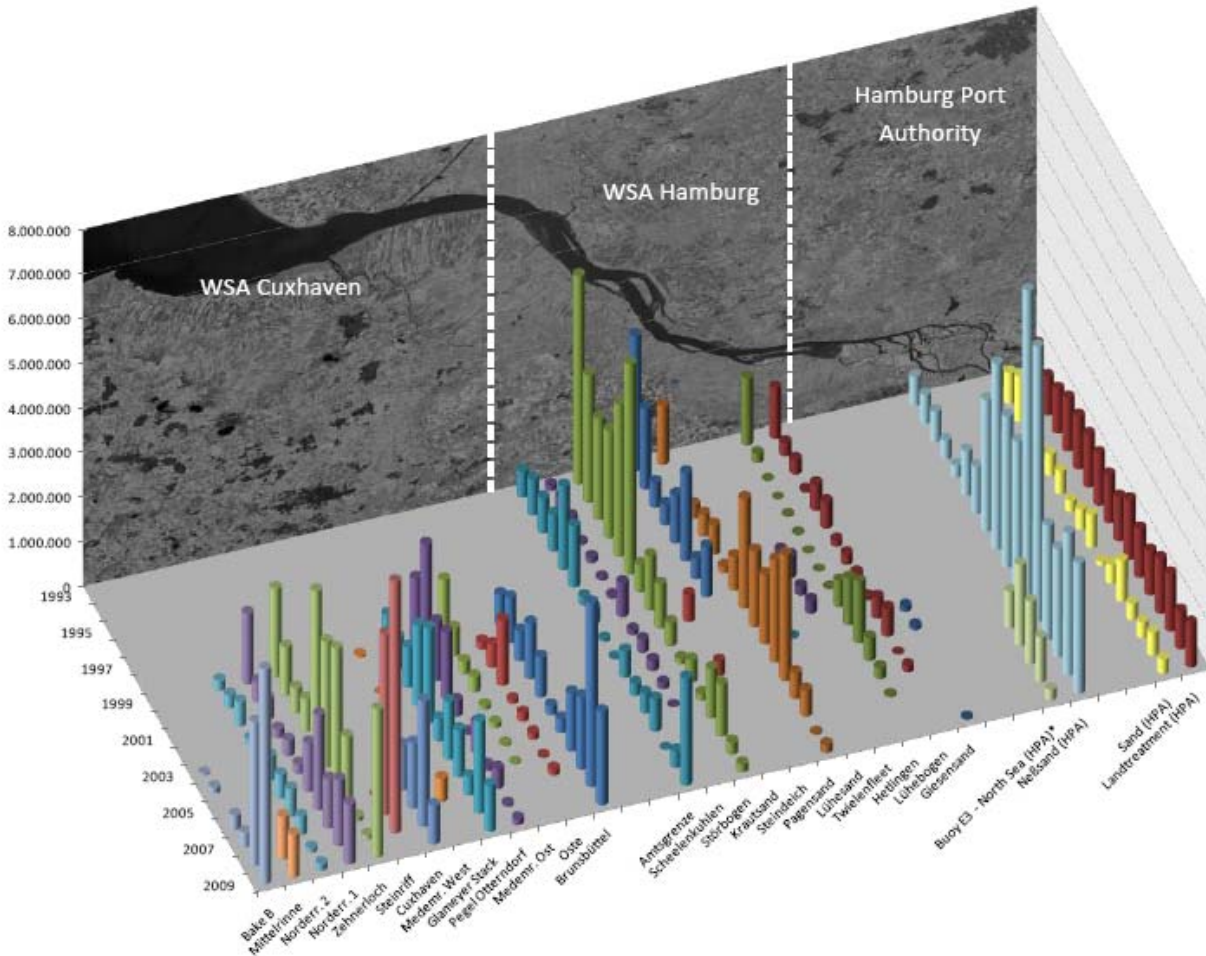 Hamburg Port
Authority
WSA Hamburg
WSA Cuxhaven
8.000.000
7.000.000
6.000.000
5.000.000
4.000.000
3.000.000
2.000.000
1.000.000
0
1993
1995
1997
1999
2001
2003
2005
2007
2009
Bake B
Mittelrinne
Norderr. 2
Norderr. 1
Zehnerloch
Steinriff
Cuxhaven
Medemr. West
Glameyer Stack
Pegel Otterndorf
Medemr. Ost
Oste
Brunsbüttel
Amtsgrenze
Scheelenkuhlen
Störbogen
Krautsand
Steindeich
Pagensand
Lühesand
Twielenfleet
Hetlingen
Lühebogen
Giesensand
Buoy E3 - North Sea (HPA)*
Neßsand (HPA)
Sand (HPA)
Landtreatment (HPA)